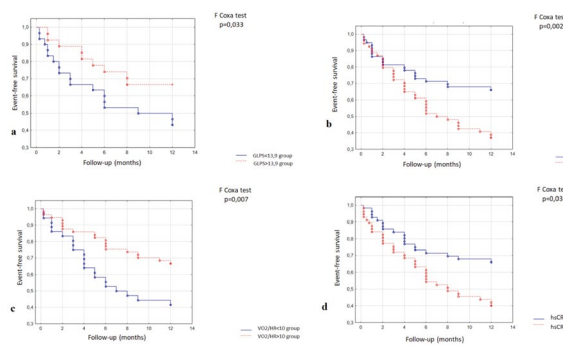 F Coxa test
p=0,033
Event-free survival
1,0
0,9
0,8
0,7
0,6
0,5
0,4
0,3
0 2 4 6 8 10 12 14
Follow-up (months)
a
GLPS<13,9 group
GLPS>13,9 group
F Coxa test
p=0,002
Event-free survival
1,0
0,9
0,8
0,7
0,6
0,5
0,4
0,3
0 2 4 6 8 10 12 14
Follow-up (months)
b
F Coxa test
p=0,007
Event-free survival
1,0
0,9
0,8
0,7
0,6
0,5
0,4
0,3
0 2 4 6 8 10 12 14
Follow-up (months)
c
VO2/HR<10 group
VO2/HR>10 group
F Coxa test
p=0,03
Event-free survival
1,0
0,9
0,8
0,7
0,6
0,5
0,4
0,3
0 2 4 6 8 10 12 14
Follow-up (months)
d
hsCR
hsCR